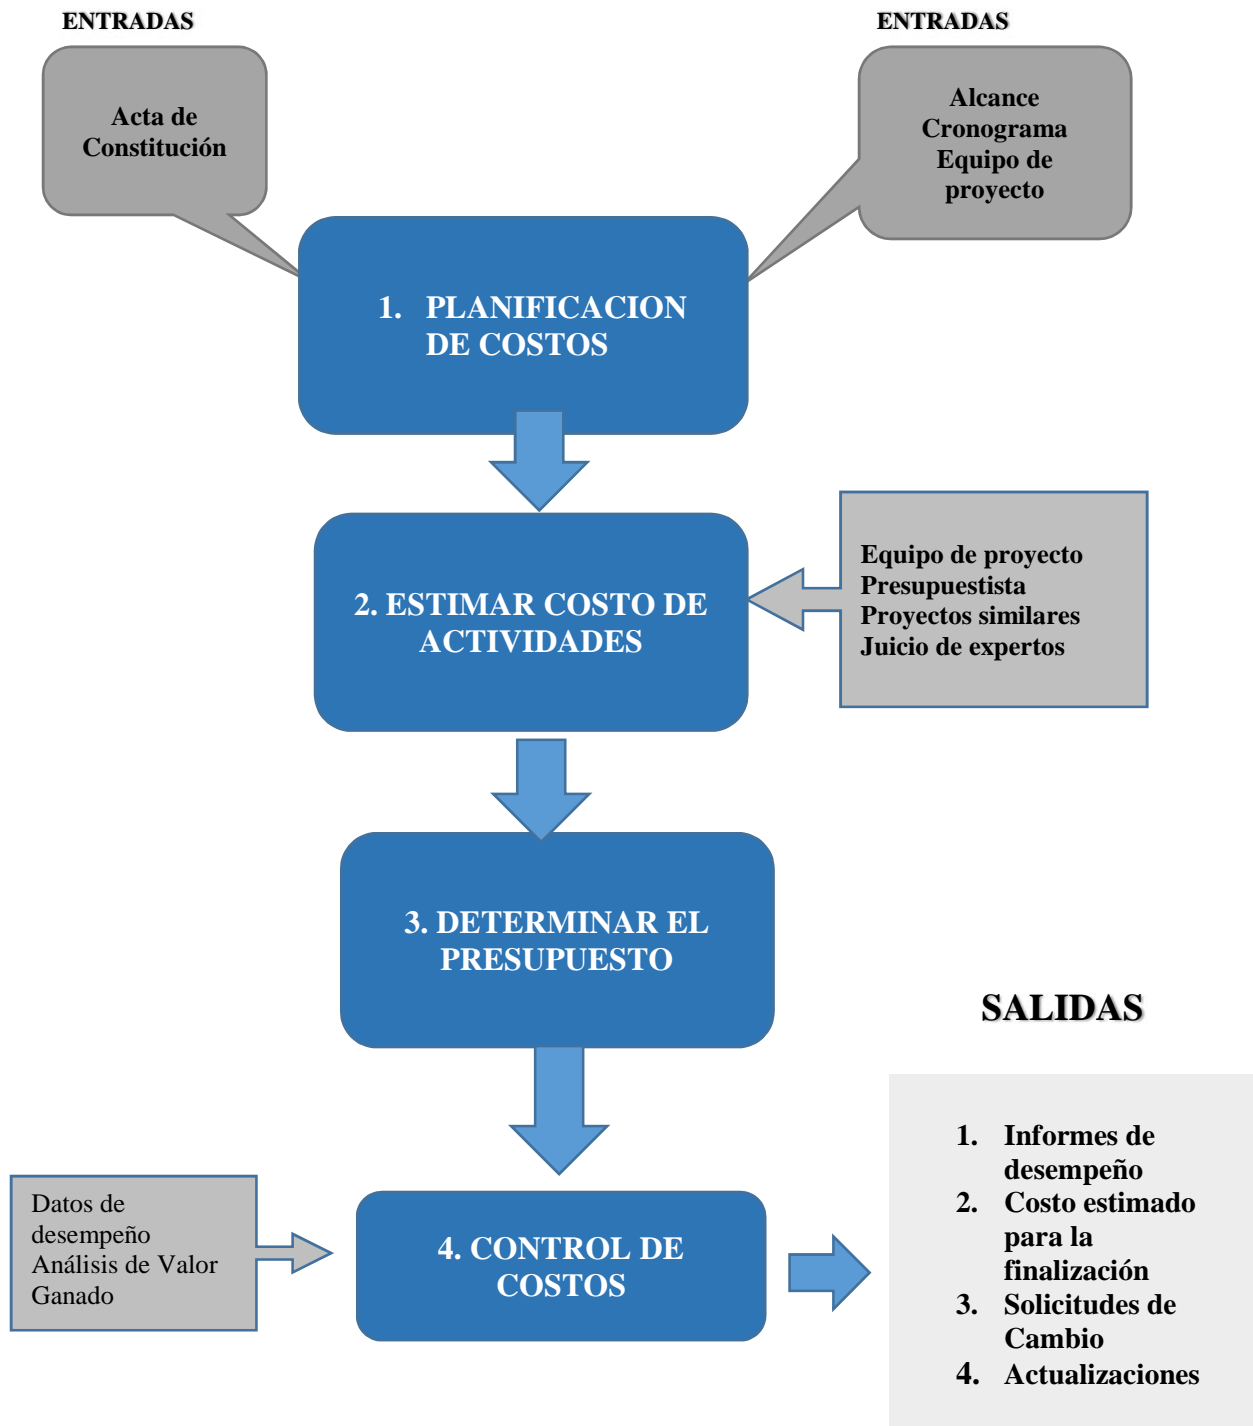 ENTRADAS
ENTRADAS
Acta de
Constitución
Alcance
Cronograma
Equipo de
proyecto
1. PLANIFICACION
DE COSTOS
2. ESTIMAR COSTO DE
ACTIVIDADES
Equipo de proyecto
Presupuestista
Proyectos similares
Juicio de expertos
3. DETERMINAR EL
PRESUPUESTO
SALIDAS
Datos de
desempeño
Análisis de Valor
Ganado
4. CONTROL DE
COSTOS
1. Informes de
desempeño
2. Costo estimado
para la
finalización
3. Solicitudes de
Cambio
4. Actualizaciones